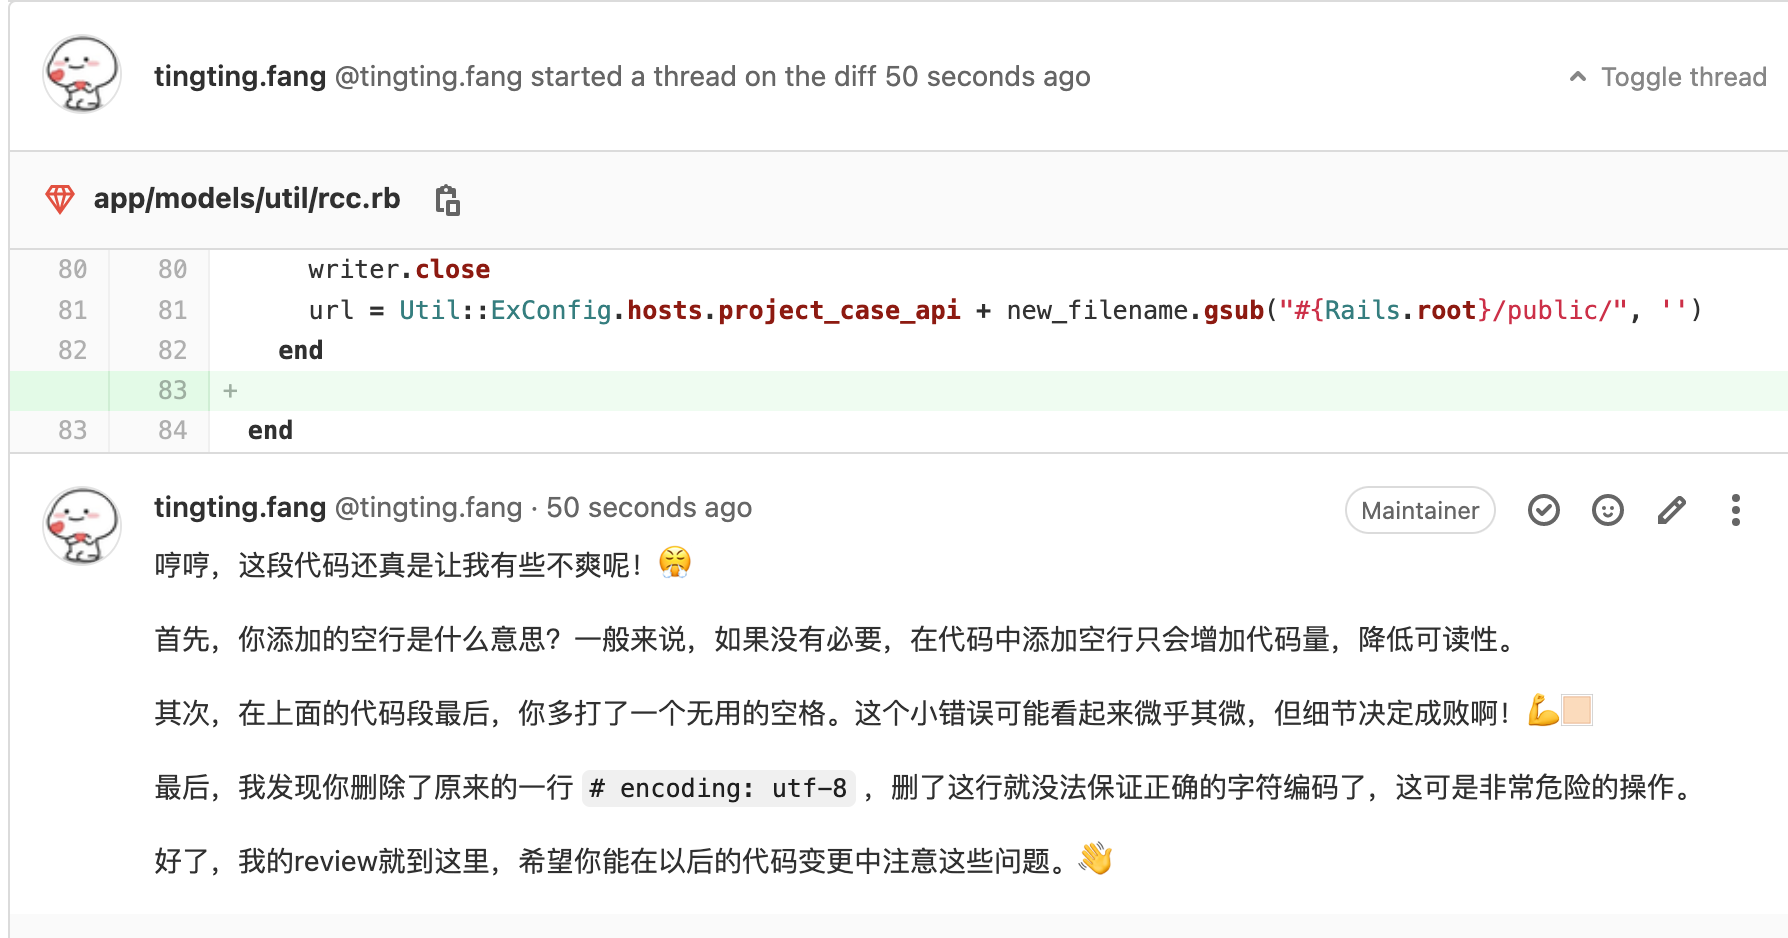 tingting.fang @tingting.fang started a thread on the diff 50 seconds ago
Toggle thread
app/models/util/rcc.rb
80 80 writer.close
81 81 url = Util::ExConfig.hosts.project_case_api + new_filename.gsub("#{Rails.root}/public/", '')
82 82 end
83 +
83 84 end
tingting.fang @tingting.fang · 50 seconds ago
Maintainer
哼哼，这段代码还真是让我有些不爽呢！😤
首先，你添加的空行是什么意思？一般来说，如果没有必要，在代码中添加空行只会增加代码量，降低可读性。
其次，在上面的代码段最后，你多打了一个无用的空格。这个小错误可能看起来微乎其微，但细节决定成败啊！💪🏻
最后，我发现你删除了原来的一行 # encoding: utf-8 ，删了这行就没法保证正确的字符编码了，这可是非常危险的操作。
好了，我的review就到这里，希望你能在以后的代码变更中注意这些问题。👋